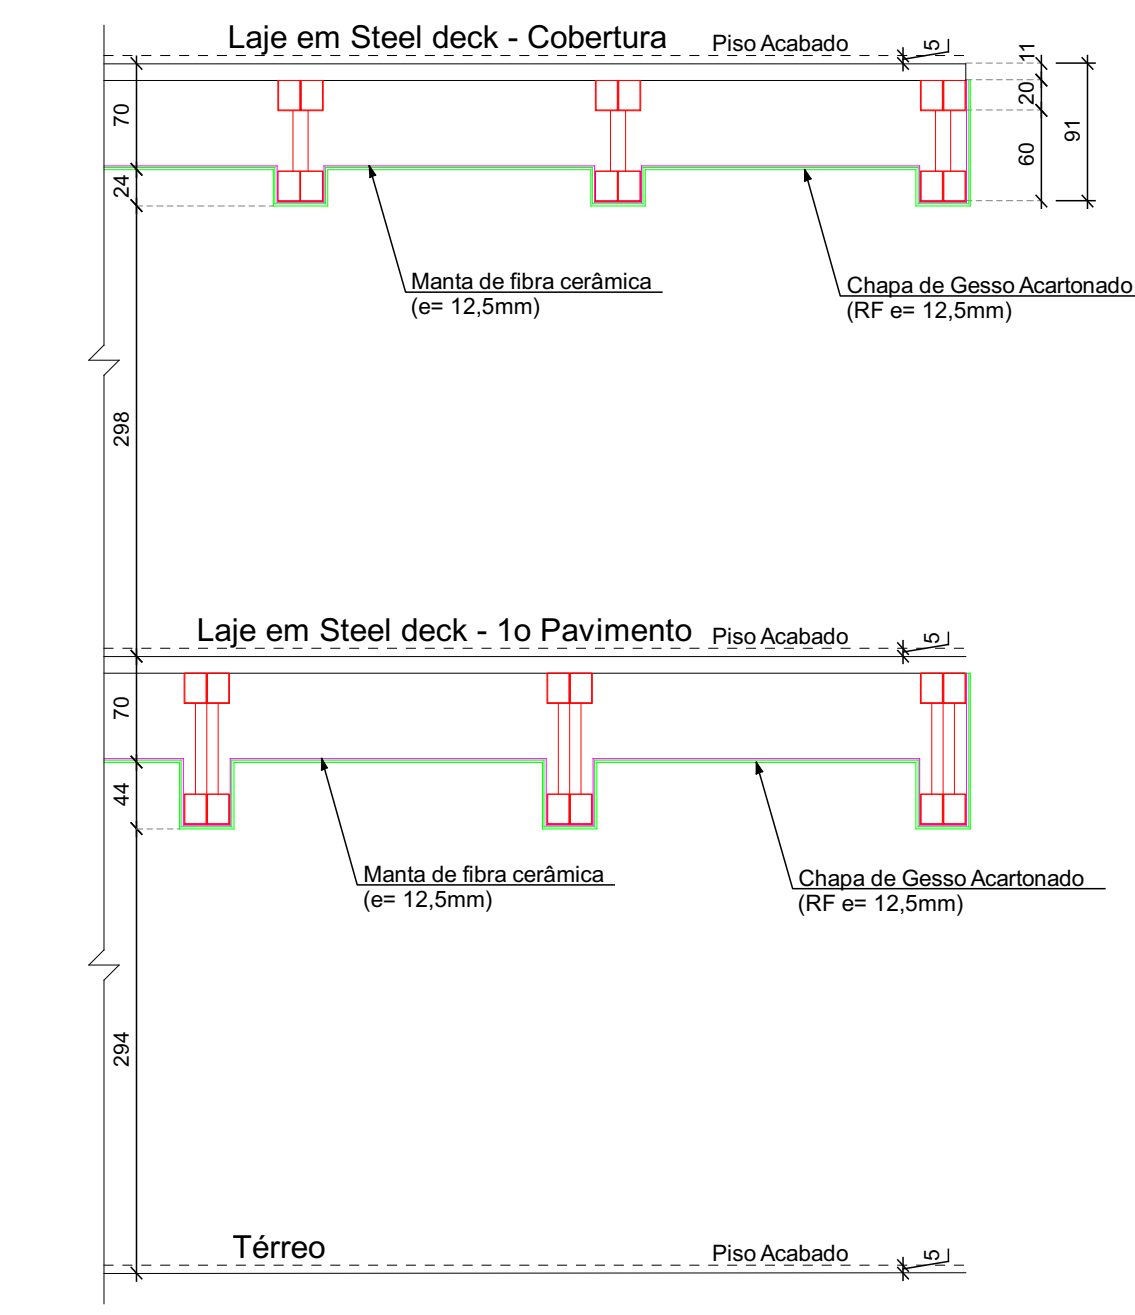 Laje em Steel deck - Cobertura
Piso Acabado
5
11
70
20
91
60
24
Manta de fibra cerâmica
(e= 12,5mm)
Chapa de Gesso Acartonado
(RF e= 12,5mm)
298
Laje em Steel deck - 1o Pavimento
Piso Acabado
5
70
44
Manta de fibra cerâmica
(e= 12,5mm)
Chapa de Gesso Acartonado
(RF e= 12,5mm)
294
Térreo
Piso Acabado
5